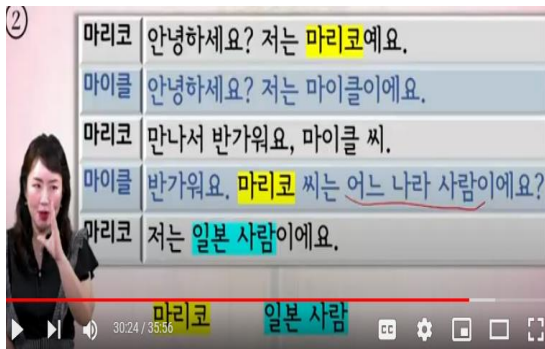 ②
마리코 안녕하세요? 저는 마리코예요.
마이클 안녕하세요? 저는 마이클이에요.
마리코 만나서 반가워요, 마이클 씨.
마이클 반가워요. 마리코 씨는 어느 나라 사람이에요?
마리코 저는 일본 사람이에요.
마리코 일본 사람
30:24 / 35:56 CC